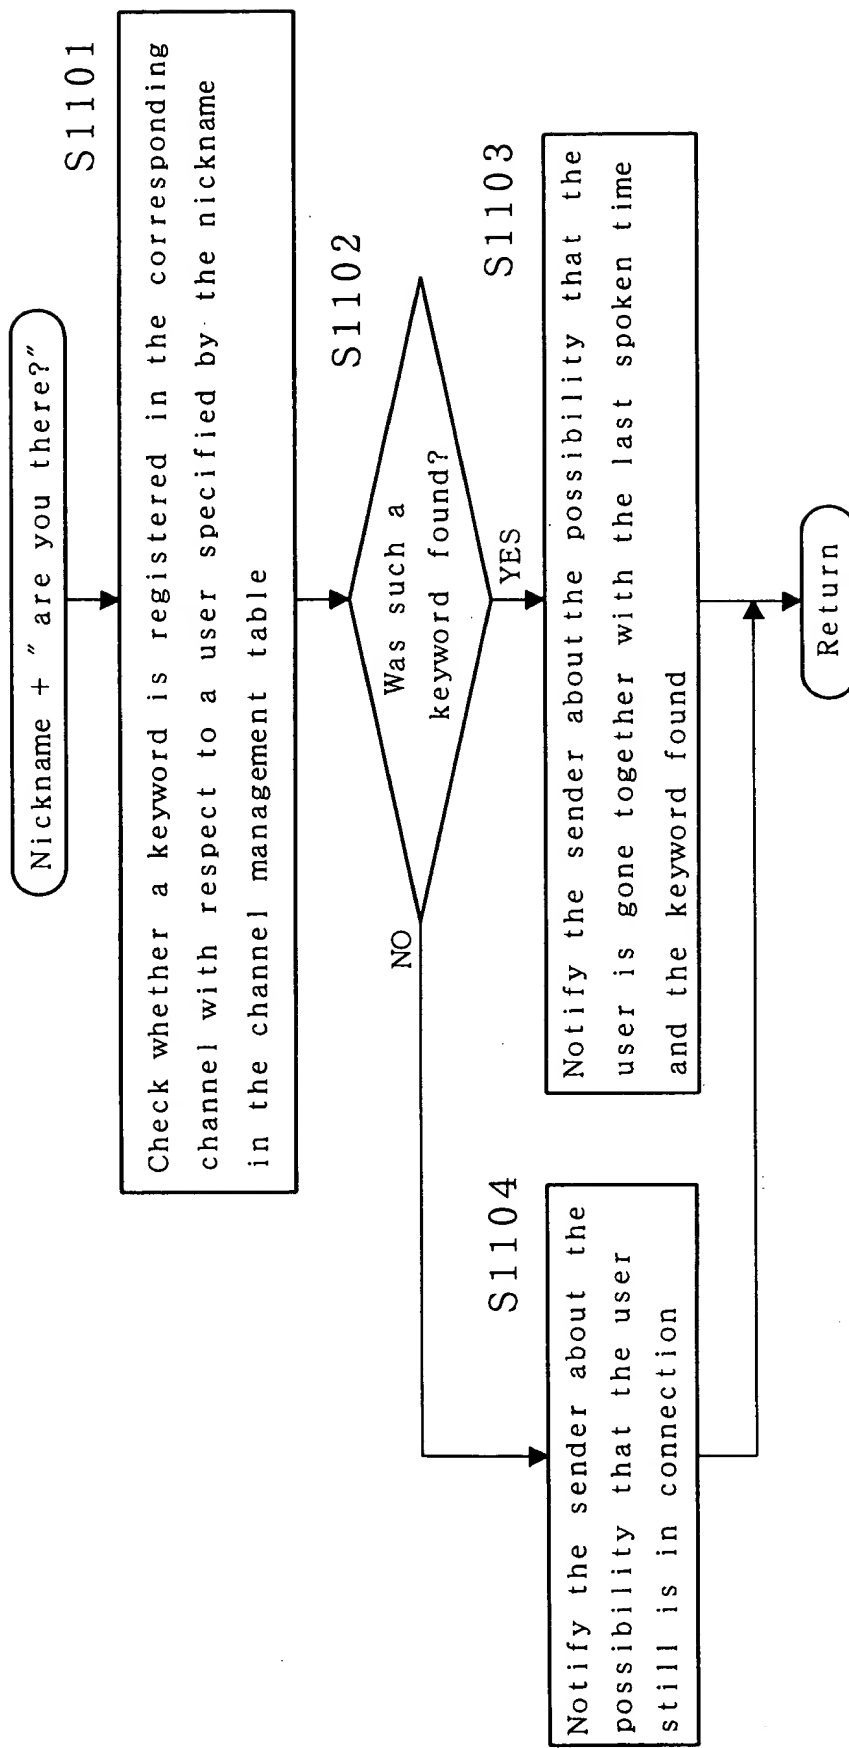 Nickname + ″ are you there?″
S1101
Check whether a keyword is registered in the corresponding
channel with respect to a user specified by the nickname
in the channel management table
S1102
Was such a
keyword found?
NO
YES
S1103
Notify the sender about the possibility that the
user is gone together with the last spoken time
and the keyword found
S1104
Notify the sender about the
possibility that the user
still is in connection
Return